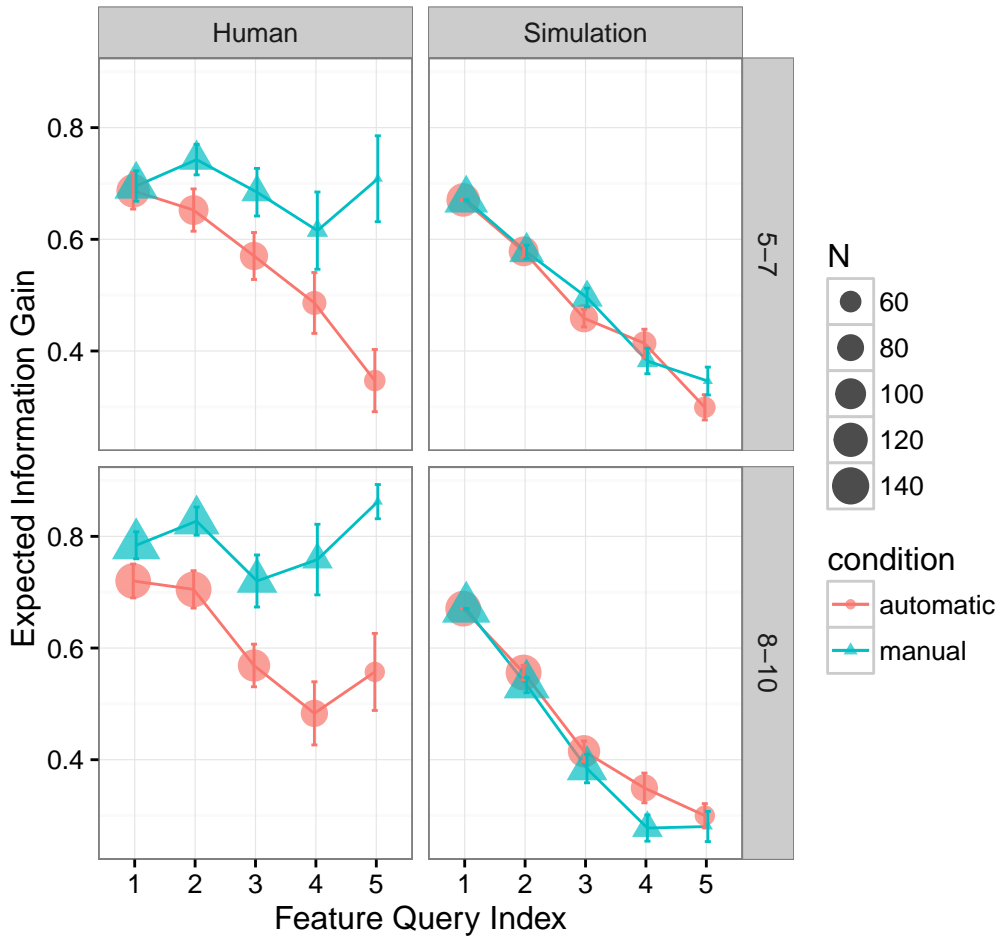 Human
Simulation
Expected Information Gain
0.8
0.6
0.4
5−7
0.8
0.6
0.4
8−10
1 2 3 4 5
1 2 3 4 5
Feature Query Index
N
60
80
100
120
140
condition
automatic
manual